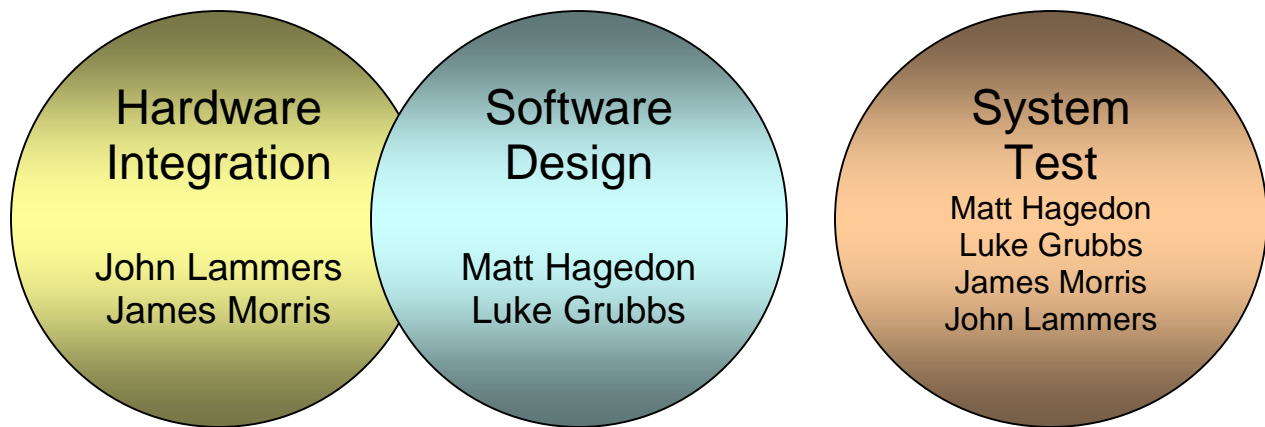 Hardware
Integration
John Lammers
James Morris
Software
Design
Matt Hagedon
Luke Grubbs
System
Test
Matt Hagedon
Luke Grubbs
James Morris
John Lammers